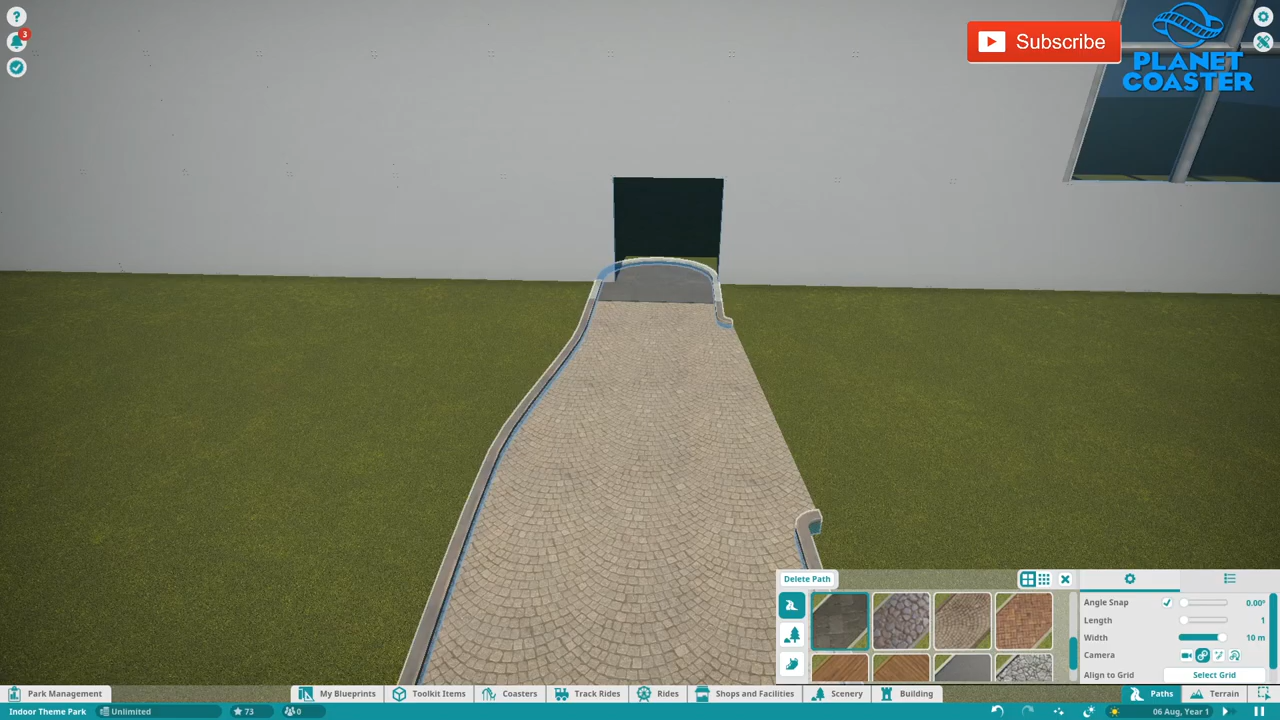 ?
3
Subscribe
PLANET
COASTER
Delete Path
Angle Snap 0.00°
Length 1
Width 10 m
Camera
Align to Grid Select Grid
Park Management
My Blueprints
Toolkit Items
Coasters
Track Rides
Rides
Shops and Facilities
Scenery
Building
Paths
Terrain
Indoor Theme Park
Unlimited
73
0
06 Aug, Year 1